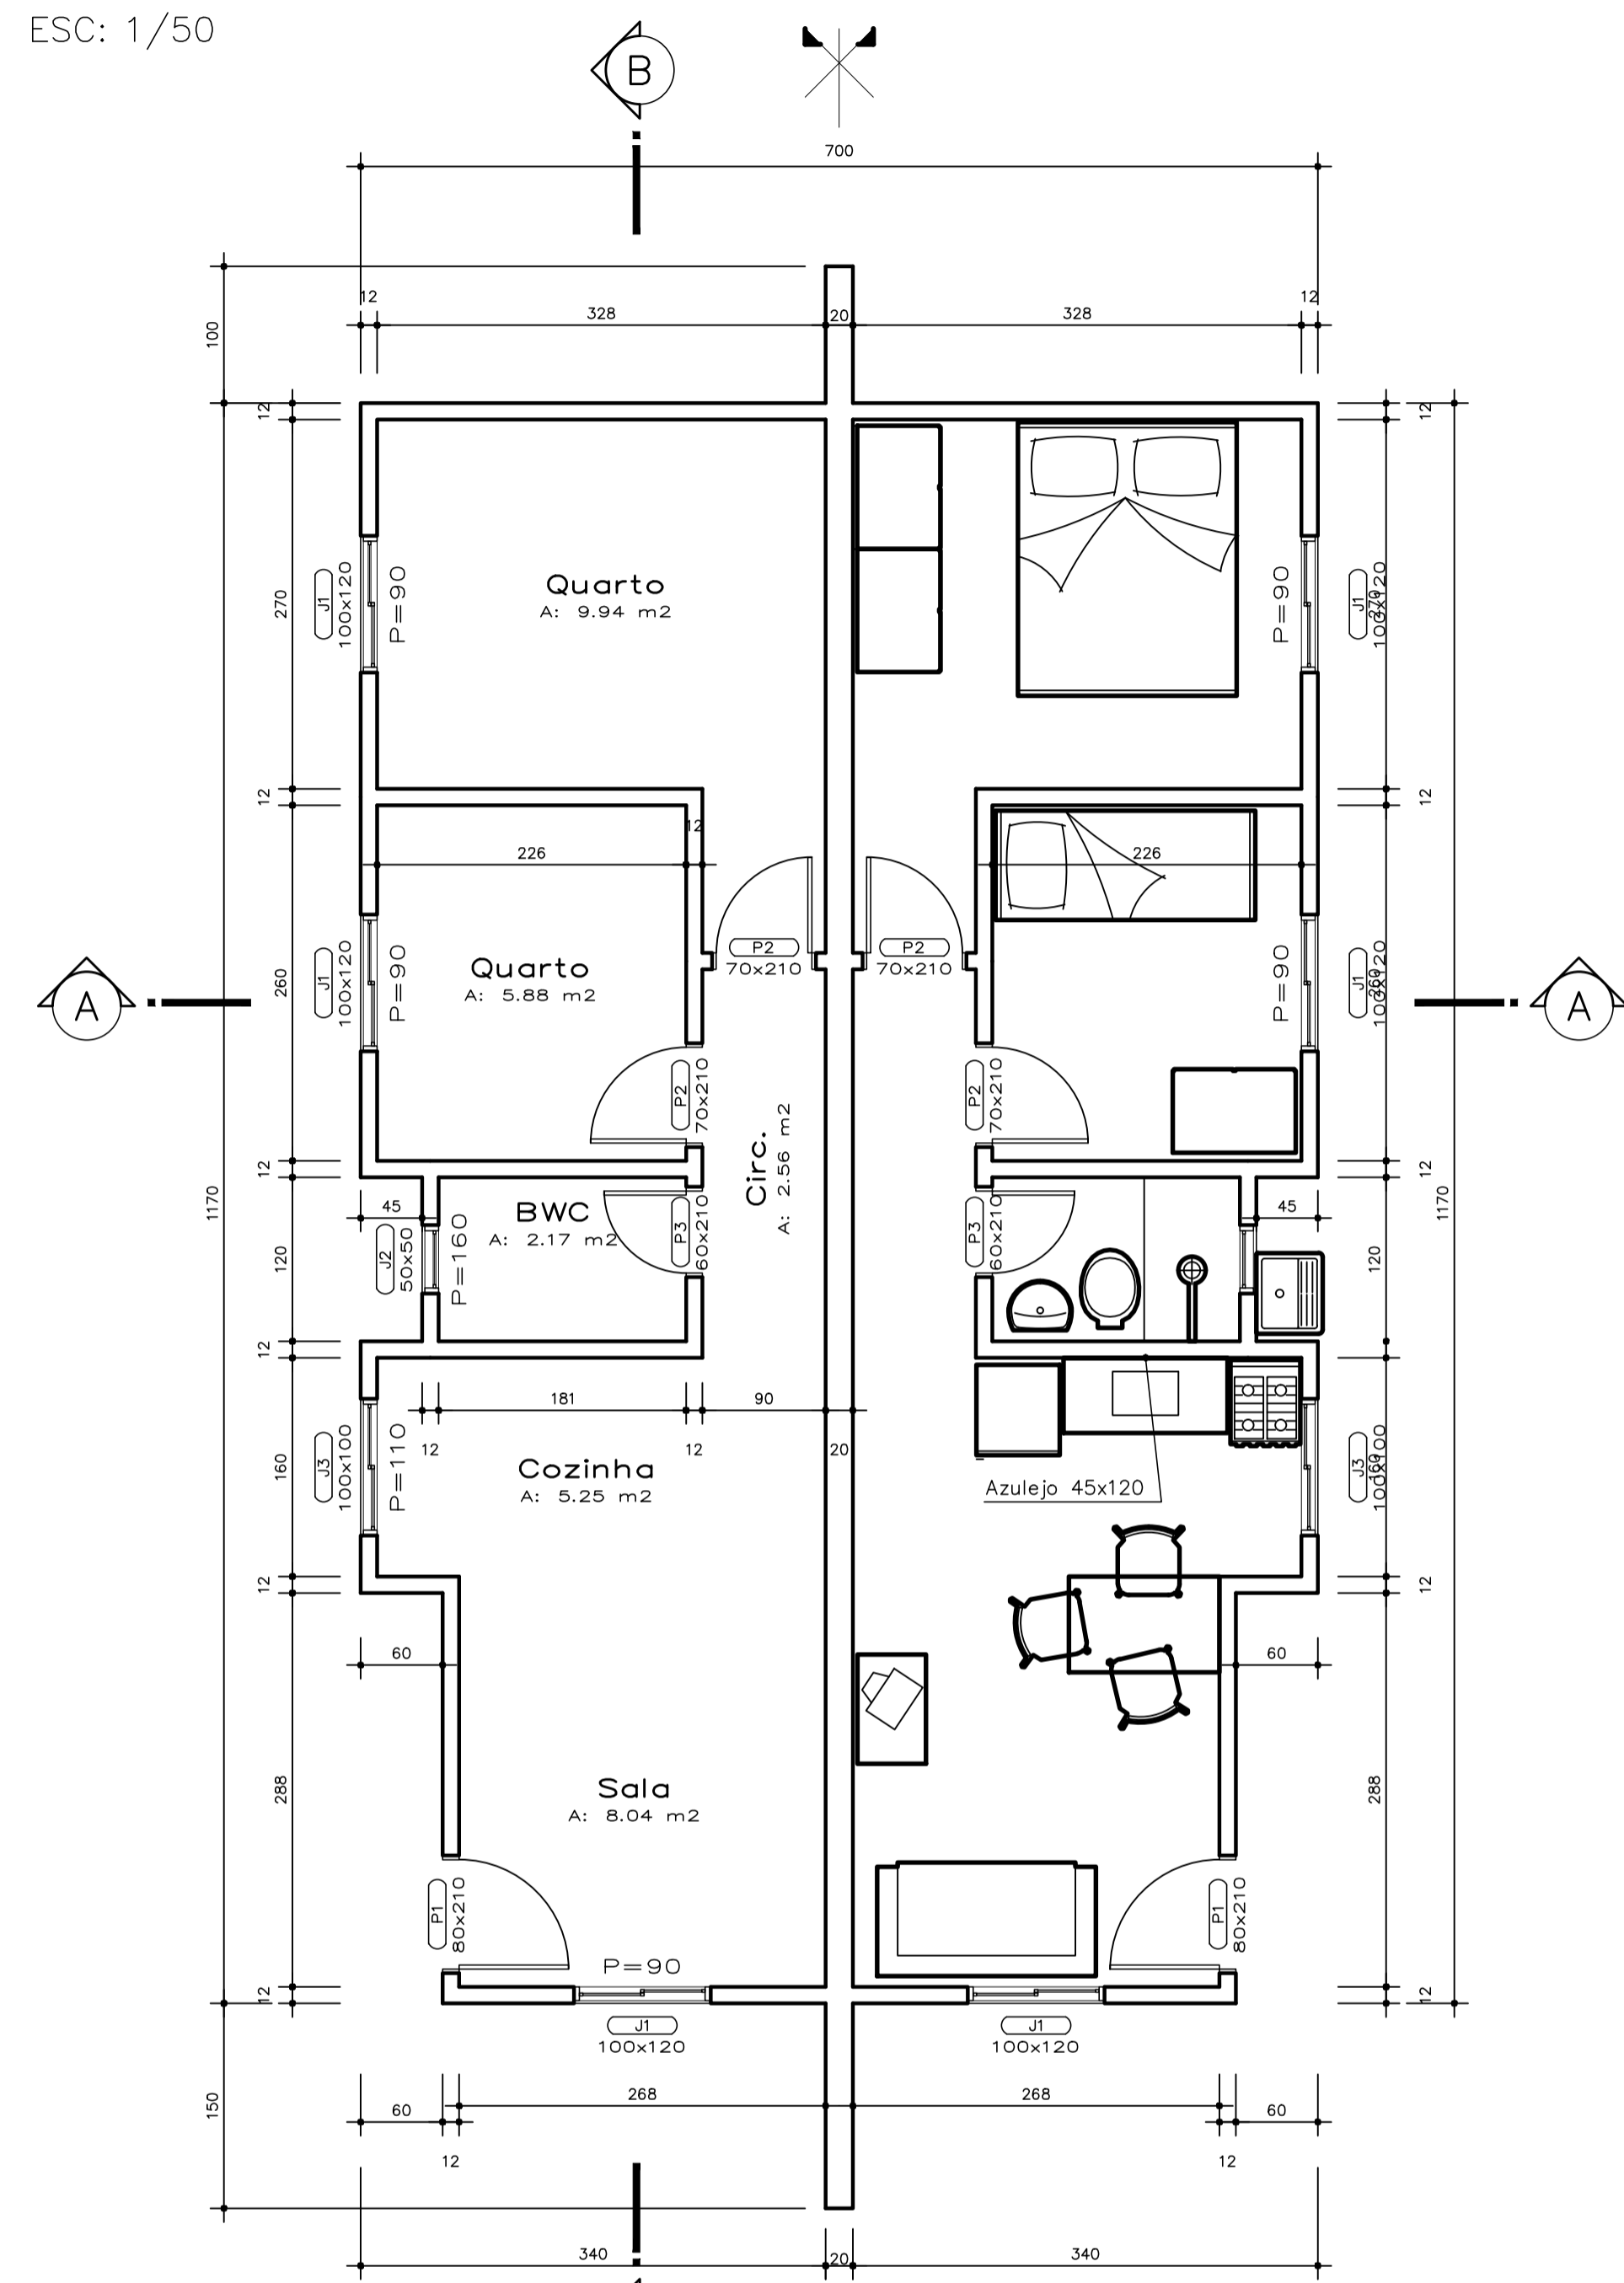 ESC: 1/50
B
700
12
328
20
328
12
100
12
12
270
J1
100x120
P=90
Quarto
A: 9.94 m2
P=90
J1
100x120
270
12
12
12
226
226
P2
70x210
P2
70x210
260
J1
100x120
P=90
Quarto
A: 5.88 m2
P=90
J1
100x120
260
A
A
P2
70x210
P2
70x210
Circ.
A: 2.56 m2
12
12
1170
1170
45
45
BWC
A: 2.17 m2
120
J2
50x50
P=160
P3
60x210
P3
60x210
120
12
181
90
12
12
20
160
J3
100x100
P=110
Cozinha
A: 5.25 m2
Azulejo 45x120
J3
100x100
160
12
12
60
60
288
Sala
A: 8.04 m2
288
P1
80x210
P1
80x210
P=90
12
12
J1
100x120
J1
100x120
150
268
268
60
60
12
12
340
20
340